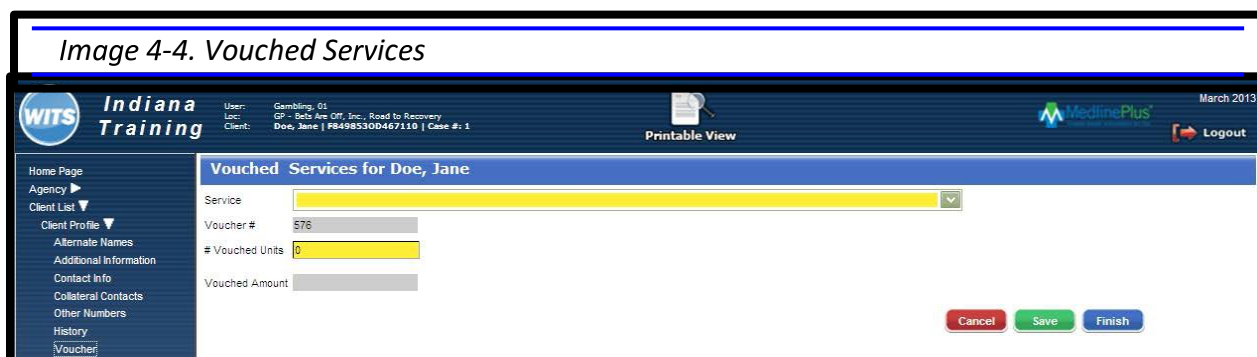 Image 4-4. Vouched Services
WITS
Indiana Training
User: Gambling, 01
Loc: GP - Bets Are Off, Inc., Road to Recovery
Client: Doe, Jane | F849853OD467110 | Case #: 1
Printable View
MedlinePlus
March 2013
Logout
Home Page
Agency
Client List
Client Profile
Alternate Names
Additional Information
Contact Info
Collateral Contacts
Other Numbers
History
Voucher
Vouched Services for Doe, Jane
Service
Voucher # 576
# Vouched Units 0
Vouched Amount
Cancel Save Finish